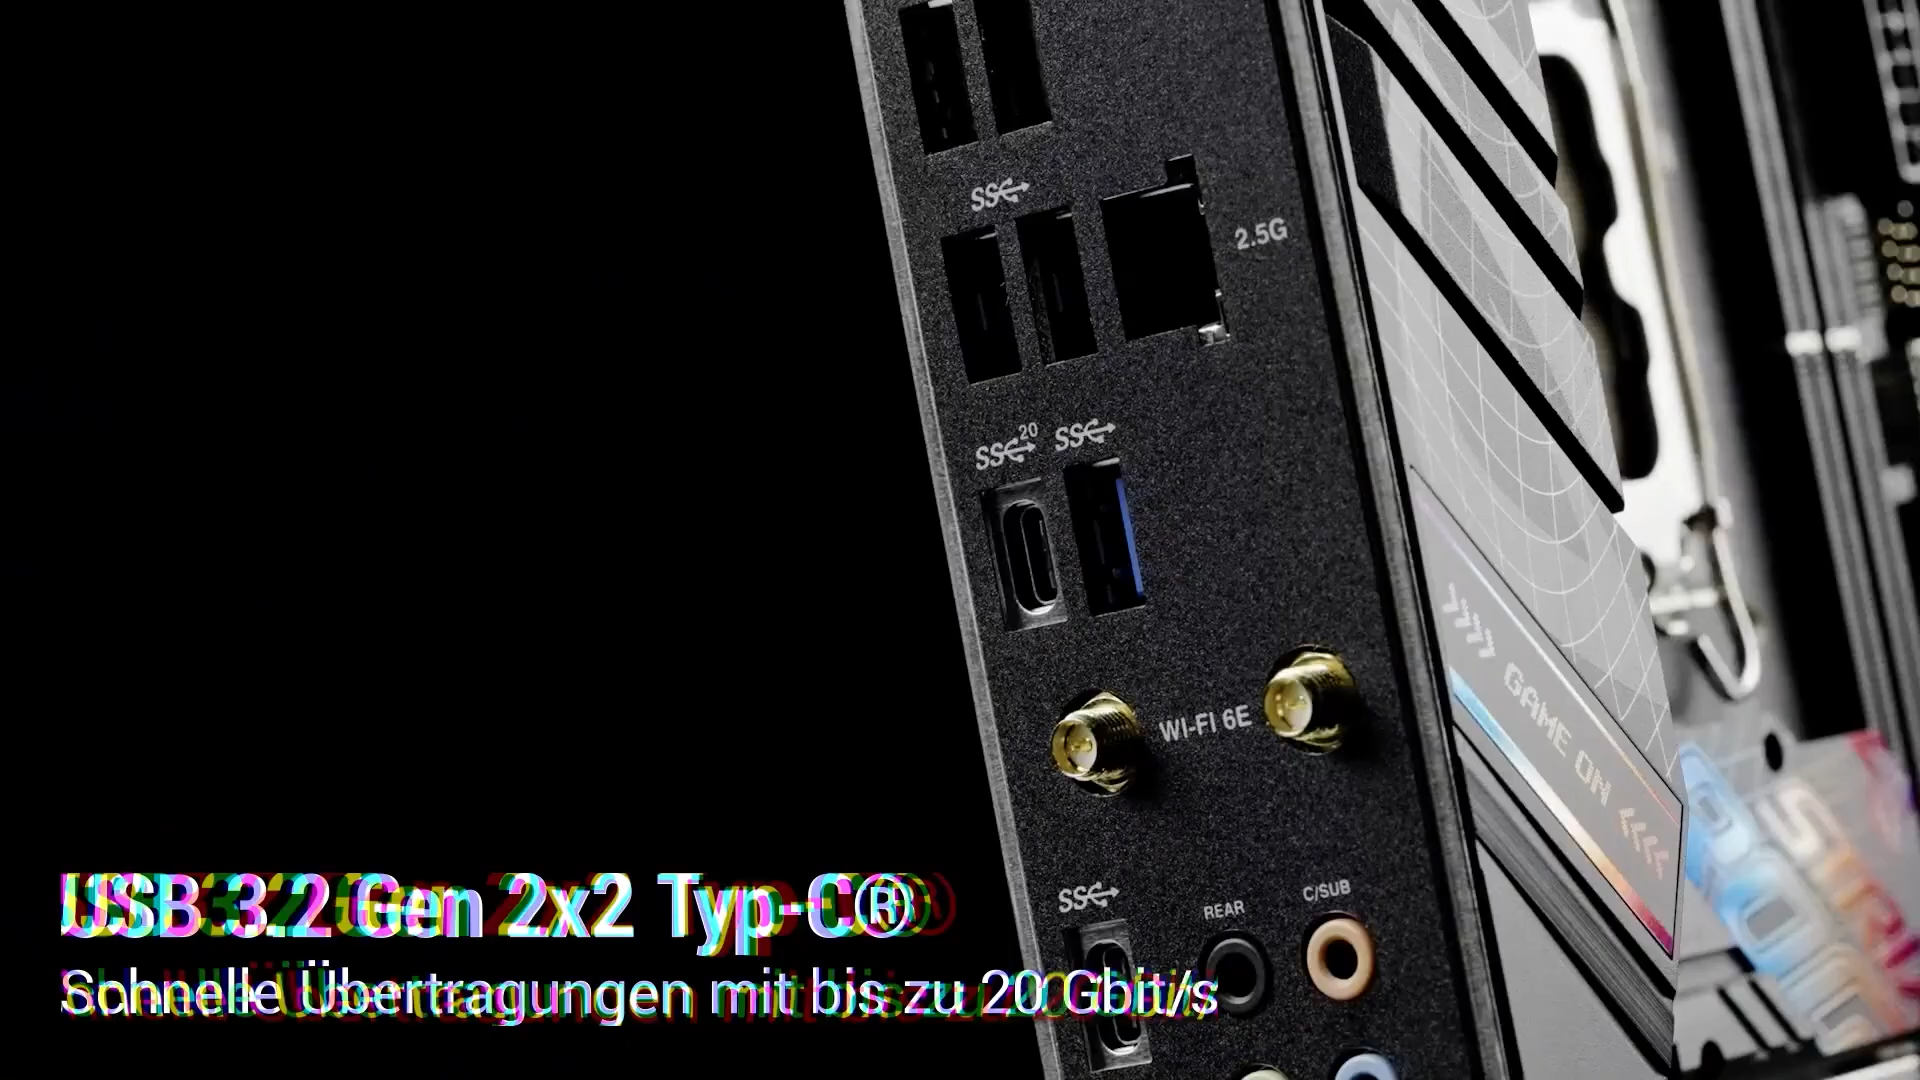 SS
2.5G
SS 20
SS
WI-FI 6E
GAME ON
SS
REAR
C/SUB
USB 3.2 Gen 2x2 Typ-C®
Schnelle Übertragungen mit bis zu 20 Gbit/s